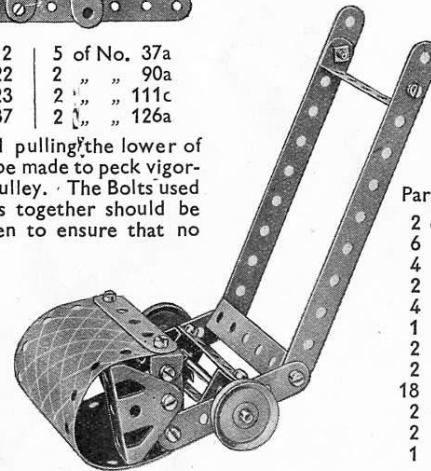 2 5 of No. 37a
22 2 „ „ 90a
23 2 „ „ 111c
37 2 „ „ 126a
pulling the lower of
be made to peck vigor-
ulley. The Bolts used
s together should be
en to ensure that no
Par
2
6
4
2
4
1
2
2
18
2
2
1